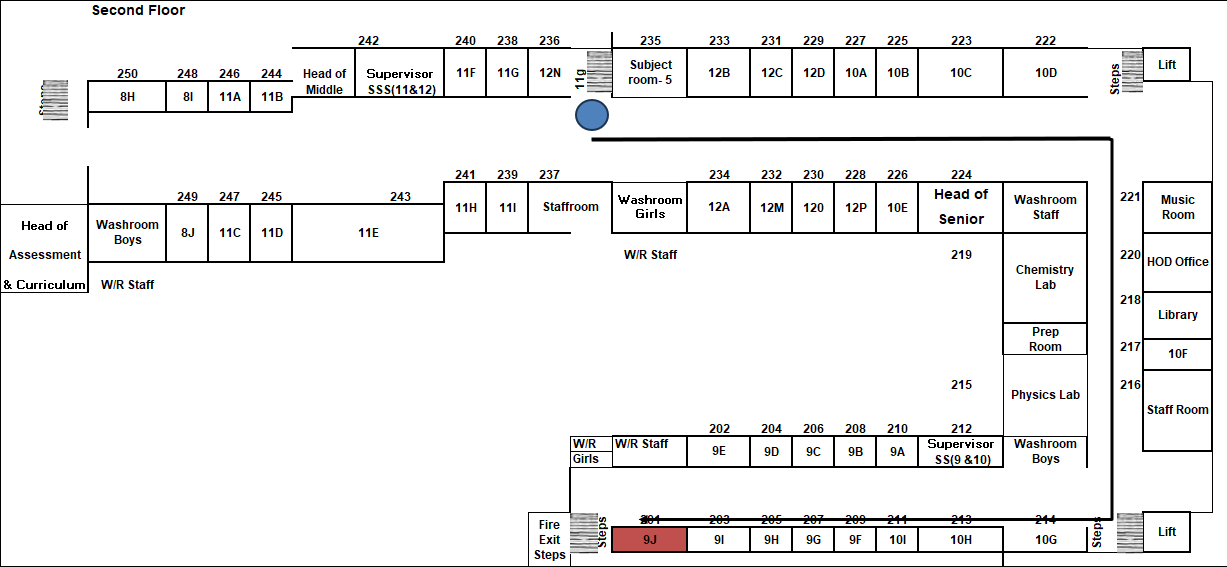 Second Floor
242 240 238 236 235 233 231 229 227 225 223 222
250 248 246 244
Steps
8H 8I 11A 11B
Head of
Middle
Supervisor
SSS(11&12)
11F 11G 12N
11g
Subject
room- 5
12B 12C 12D 10A 10B 10C 10D
Steps
Lift
241 239 237 234 232 230 228 226 224
249 247 245 243
221
Head of
Assessment
& Curriculum
Washroom
Boys
8J 11C 11D 11E
11H 11I Staffroom
Washroom
Girls
12A 12M 120 12P 10E
Head of
Senior
Washroom
Staff
Music
Room
W/R Staff
W/R Staff
219
Chemistry
Lab
220
HOD Office
218
Library
Prep
Room
217
10F
215
Physics Lab
216
Staff Room
202 204 206 208 210 212
W/R
Girls
W/R Staff
9E 9D 9C 9B 9A
Supervisor
SS(9 &10)
Washroom
Boys
Fire
Exit
Steps
Steps
201 203 205 207 209 211 213 214
9J 9I 9H 9G 9F 10I 10H 10G
Steps
Lift